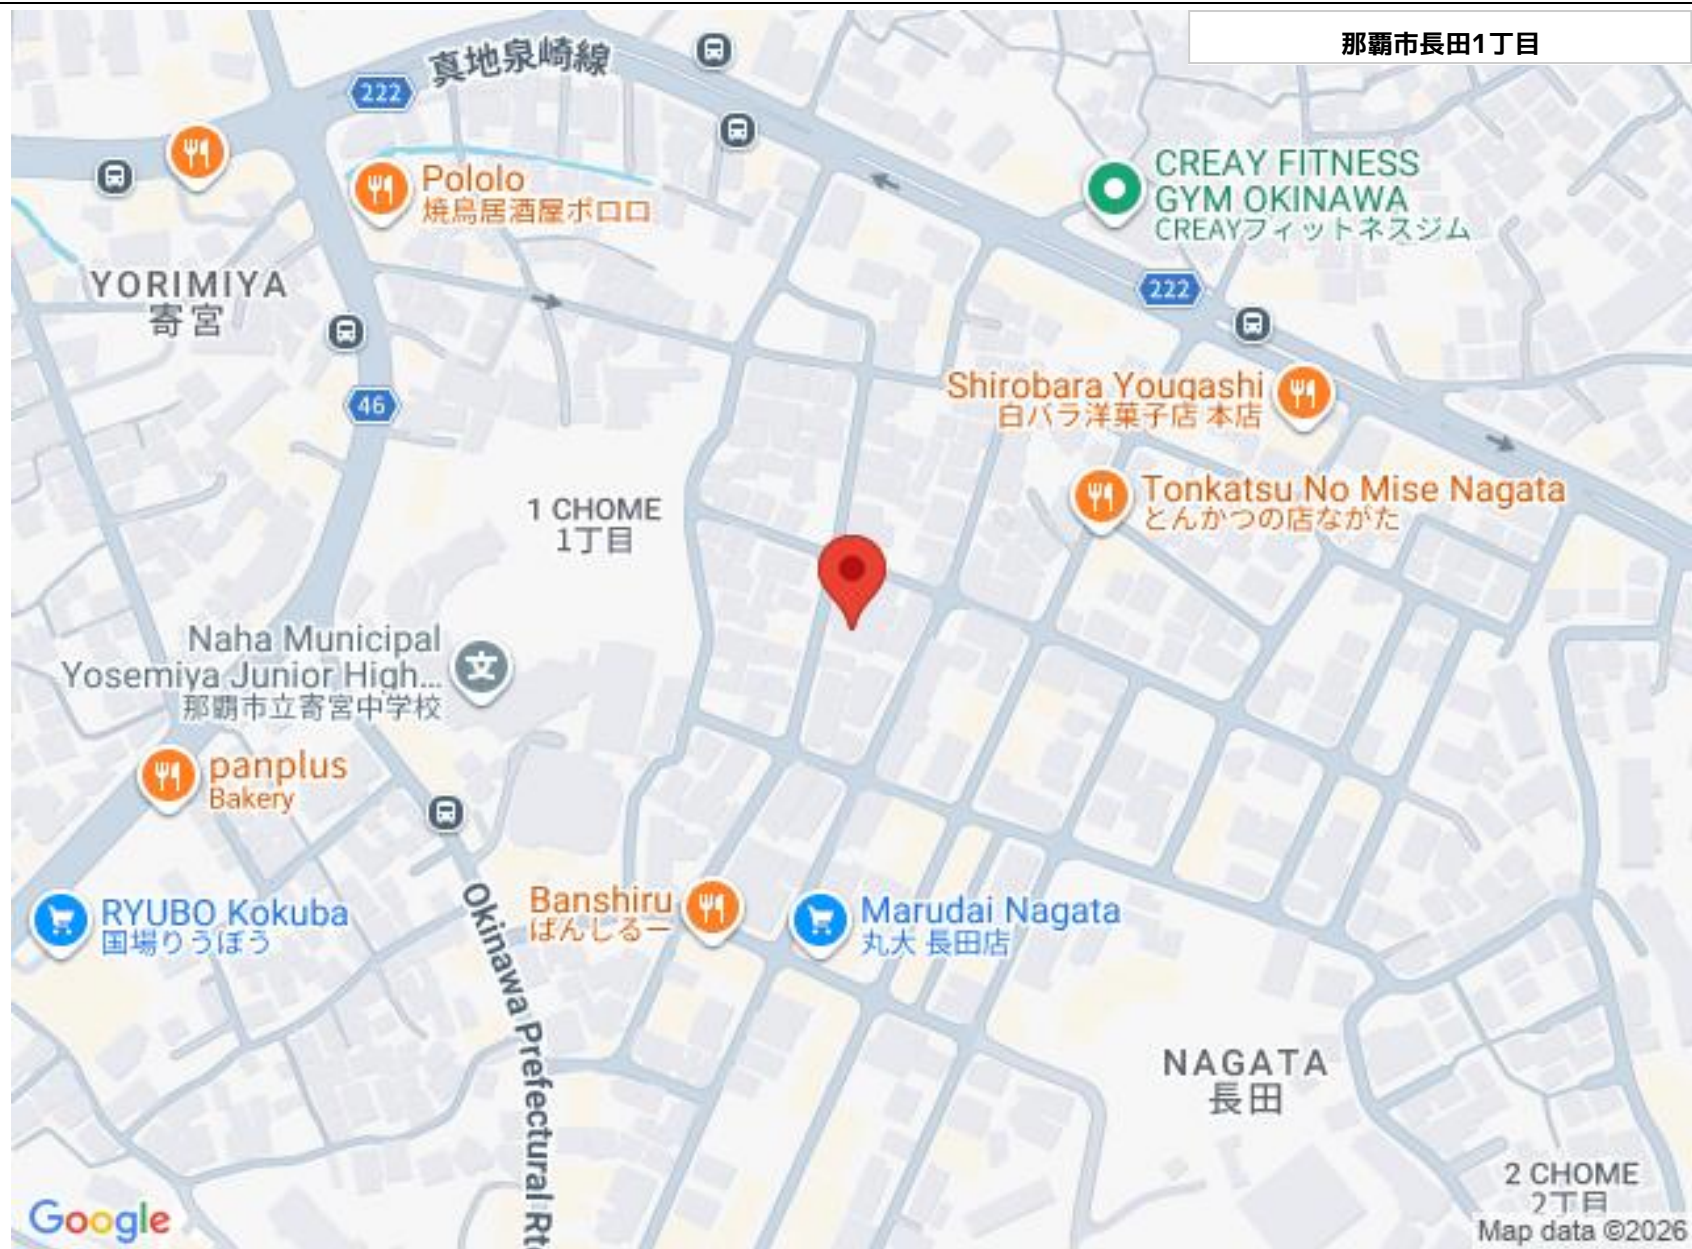 那覇市長田1丁目
真地泉崎線
222
Pololo
焼鳥居酒屋ポロロ
CREAY FITNESS
GYM OKINAWA
CREAYフィットネスジム
YORIMIYA
寄宮
222
46
Shirobara Yougashi
白バラ洋菓子店 本店
Tonkatsu No Mise Nagata
とんかつの店ながた
1 CHOME
1丁目
Naha Municipal
Yosemiya Junior High...
那覇市立寄宮中学校
文
panplus
Bakery
RYUBO Kokuba
国場りうぼう
Banshiru
ばんじるー
Marudai Nagata
丸大 長田店
Okinawa Prefectural Rte
NAGATA
長田
2 CHOME
2丁目
Google
Map data ©2026